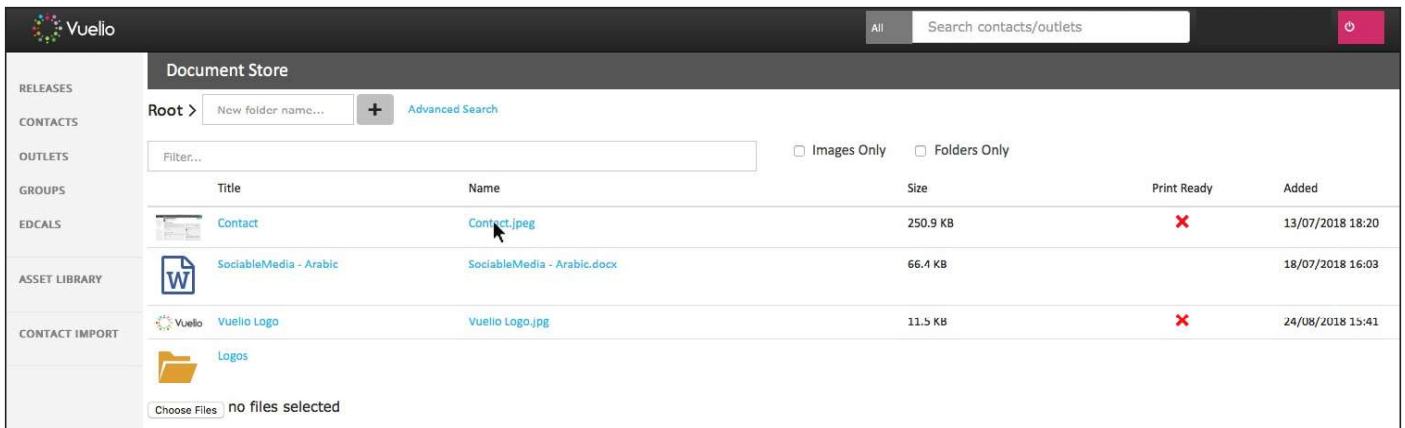 Vuelio
All
Search contacts/outlets
Document Store
RELEASES
CONTACTS
OUTLETS
GROUPS
EDCALS
ASSET LIBRARY
CONTACT IMPORT
Root > New folder name... + Advanced Search
Filter...
Images Only
Folders Only
Title Name Size Print Ready Added
Contact Contact.jpeg 250.9 KB 13/07/2018 18:20
W SociableMedia - Arabic SociableMedia - Arabic.docx 66.4 KB 18/07/2018 16:03
Vuelio Vuelio Logo Vuelio Logo.jpg 11.5 KB 24/08/2018 15:41
Logos
Choose Files no files selected